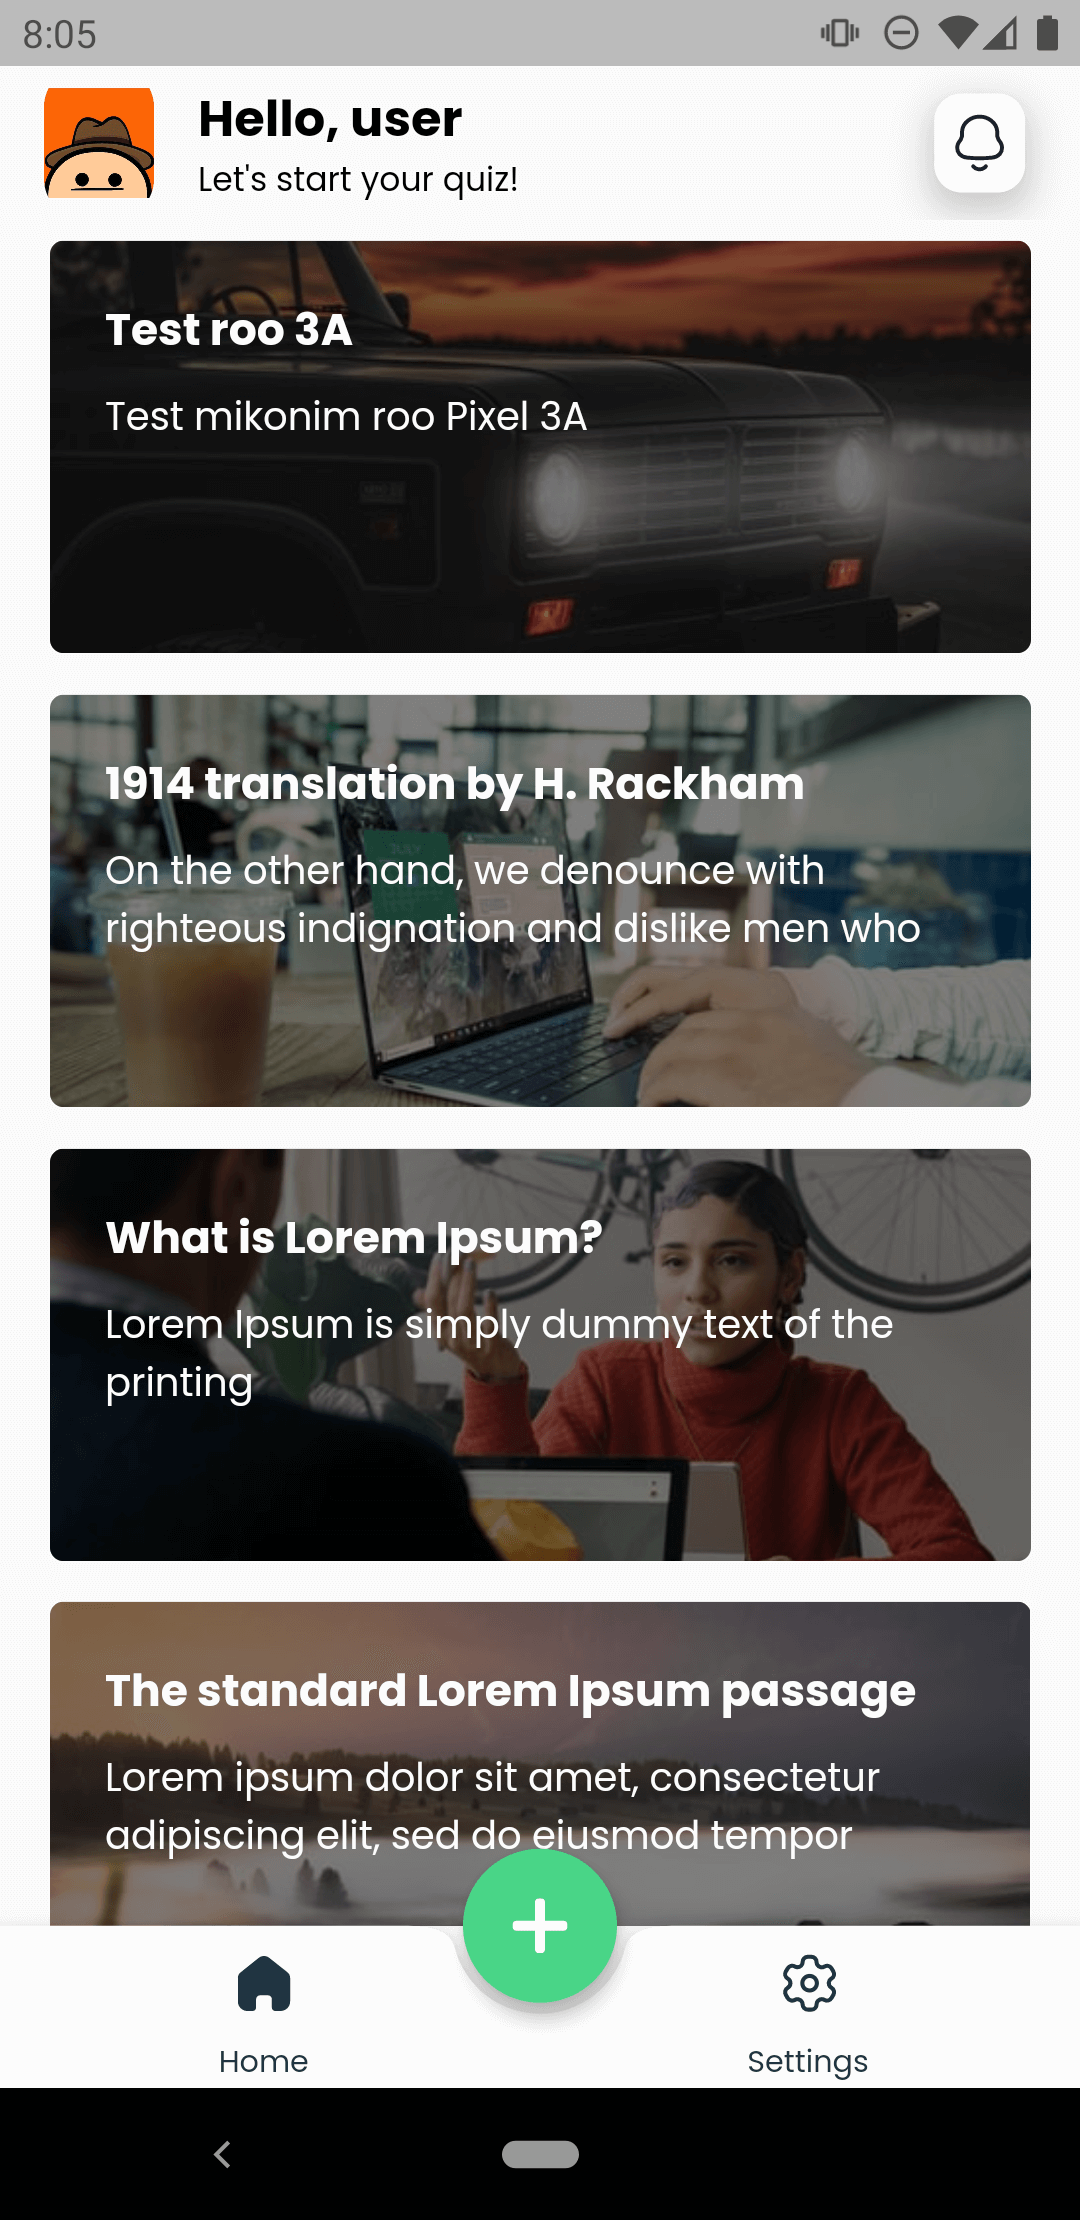 8:05
Hello, user
Let's start your quiz!
Test roo 3A
Test mikonim roo Pixel 3A
1914 translation by H. Rackham
On the other hand, we denounce with
righteous indignation and dislike men who
What is Lorem Ipsum?
Lorem Ipsum is simply dummy text of the
printing
The standard Lorem Ipsum passage
Lorem ipsum dolor sit amet, consectetur
adipiscing elit, sed do eiusmod tempor
Home
Settings